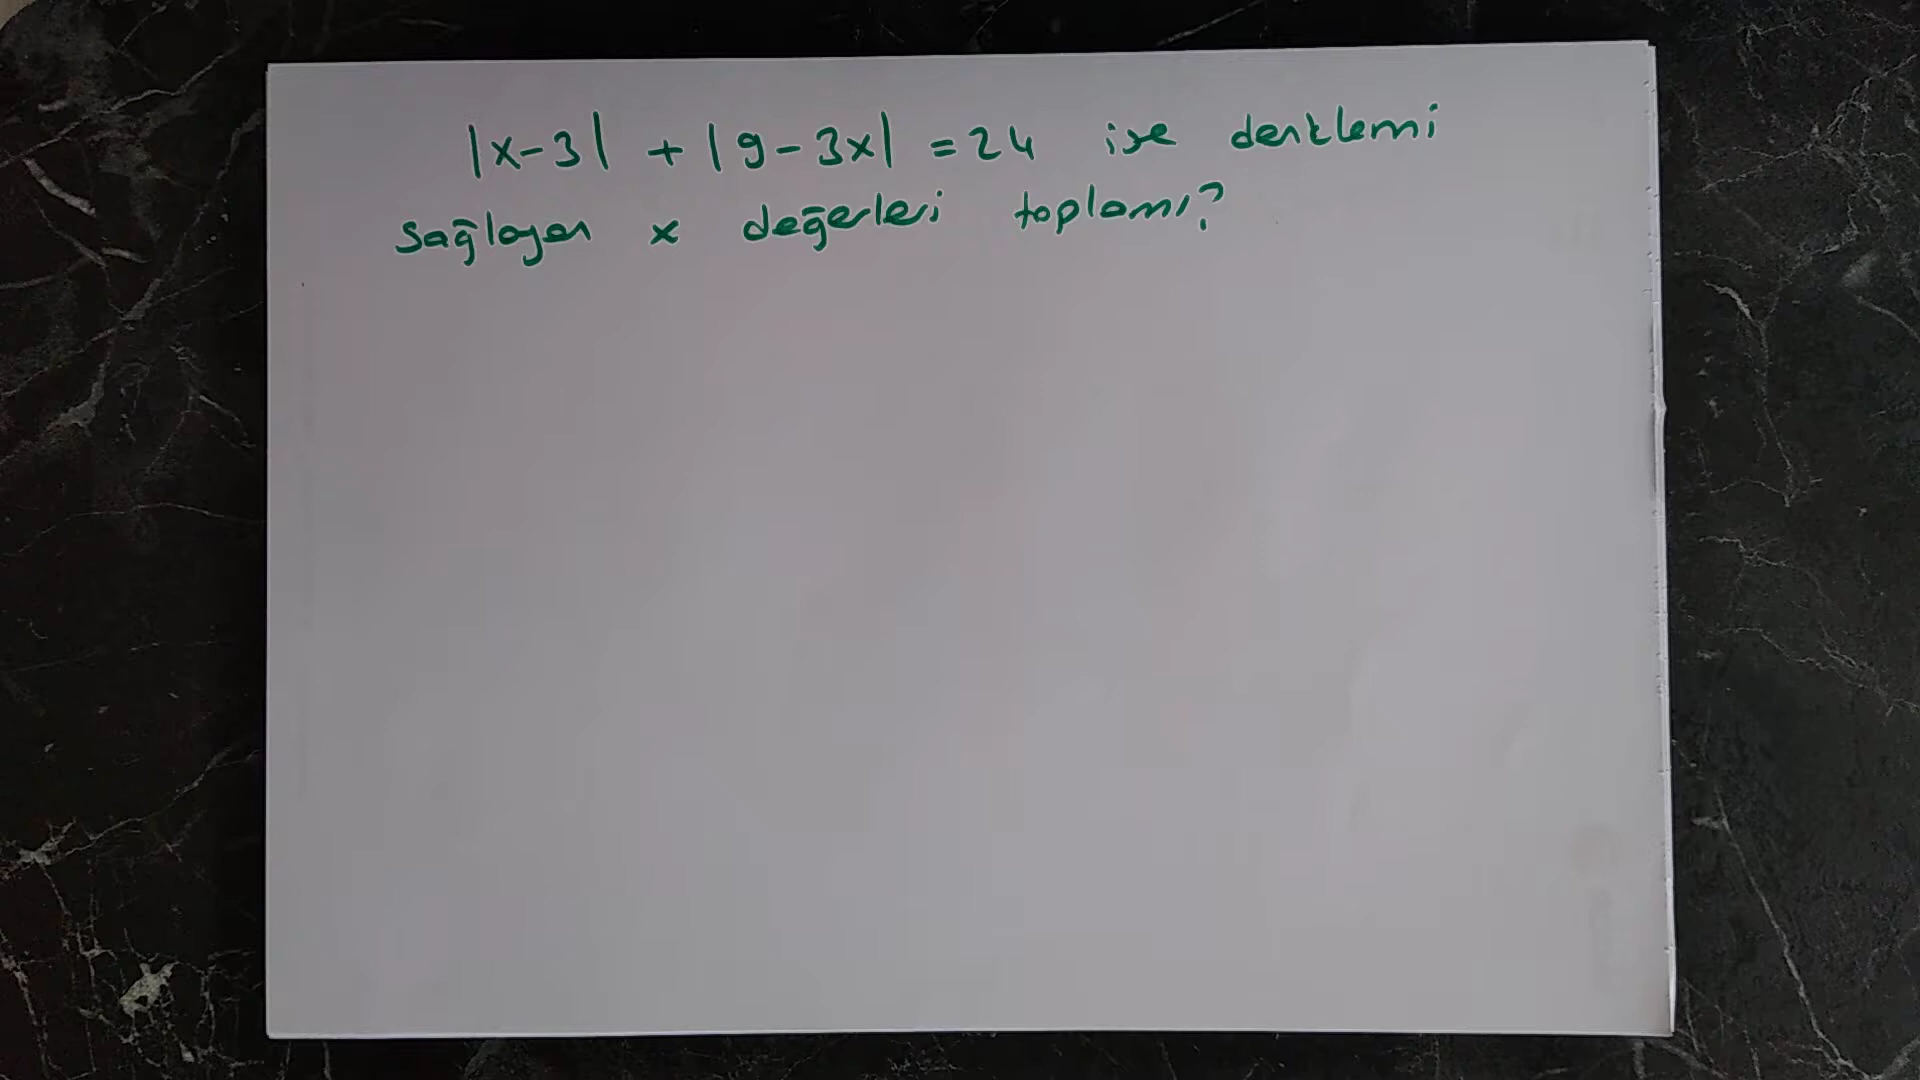 |x-3| + |9-3x| = 24 ise denklemi
sağlayan x değerleri toplamı?